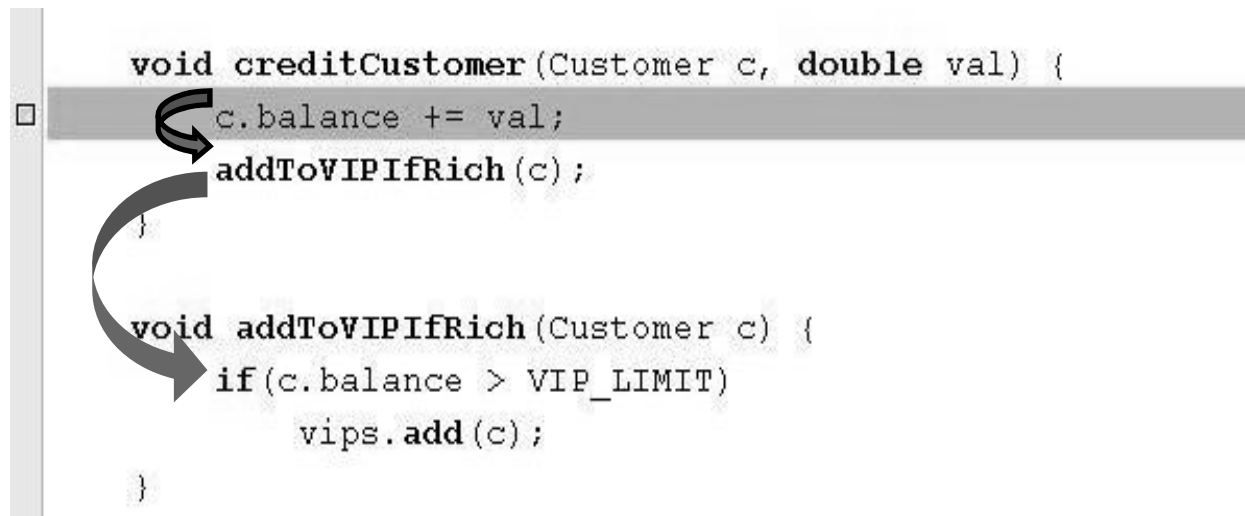 void creditCustomer(Customer c, double val) {
c.balance += val;
addToVIPIfRich(c);
}
void addToVIPIfRich(Customer c) {
if(c.balance > VIP_LIMIT)
vips.add(c);
}